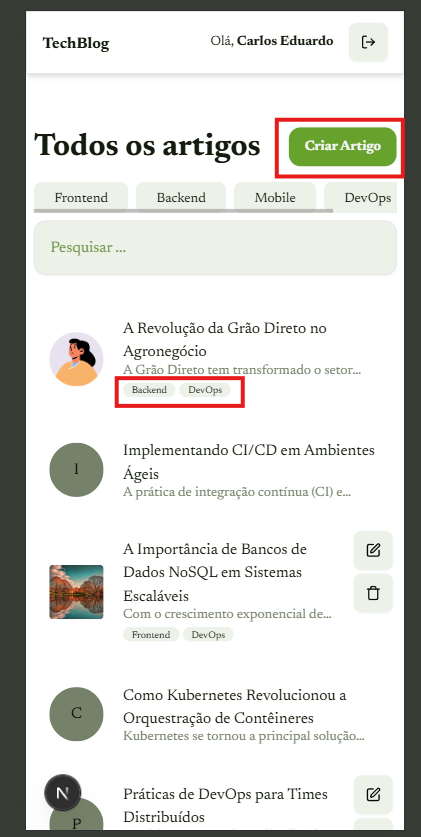 TechBlog
Olá, Carlos Eduardo
Todos os artigos
Criar Artigo
Frontend
Backend
Mobile
DevOps
Pesquisar ...
A Revolução da Grão Direto no
Agronegócio
A Grão Direto tem transformado o setor...
Backend
DevOps
I
Implementando CI/CD em Ambientes
Ágeis
A prática de integração contínua (CI) e...
A Importância de Bancos de
Dados NoSQL em Sistemas
Escaláveis
Com o crescimento exponencial de...
Frontend
DevOps
C
Como Kubernetes Revolucionou a
Orquestração de Contêineres
Kubernetes se tornou a principal solução...
N
P
Práticas de DevOps para Times
Distribuídos